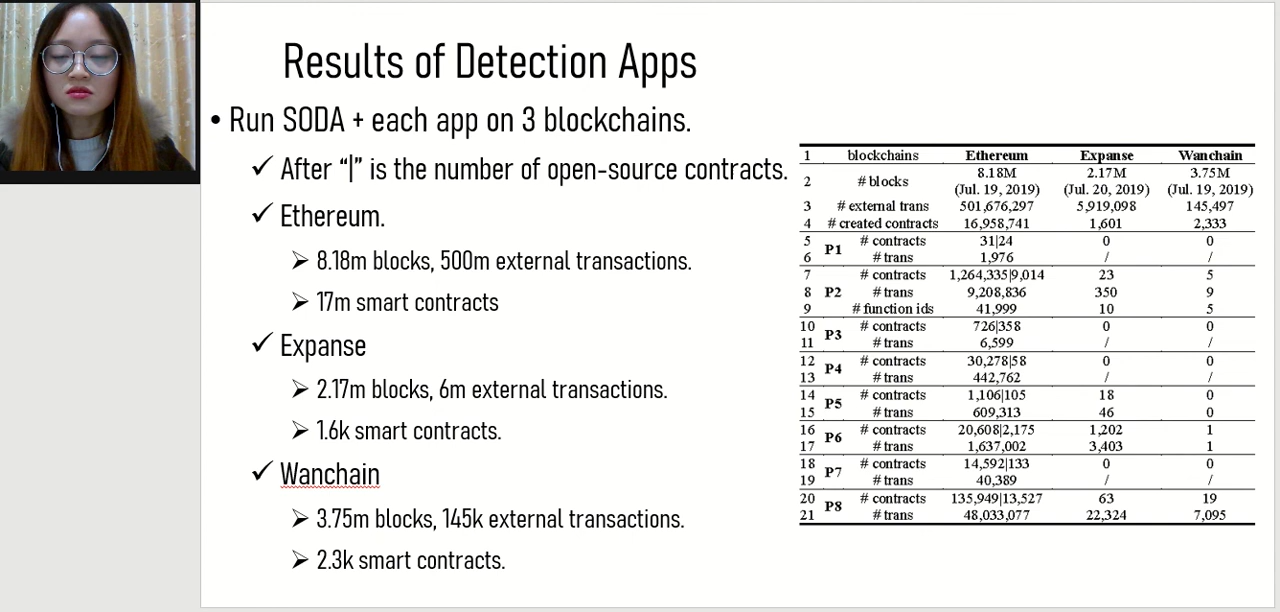 Results of Detection Apps
• Run SODA + each app on 3 blockchains.
✓ After “|” is the number of open-source contracts.
✓ Ethereum.
➢ 8.18m blocks, 500m external transactions.
➢ 17m smart contracts
✓ Expanse
➢ 2.17m blocks, 6m external transactions.
➢ 1.6k smart contracts.
✓ Wanchain
➢ 3.75m blocks, 145k external transactions.
➢ 2.3k smart contracts.
1 blockchains Ethereum Expanse Wanchain
2 # blocks 8.18M (Jul. 19, 2019) 2.17M (Jul. 20, 2019) 3.75M (Jul. 19, 2019)
3 # external trans 501,676,297 5,919,098 145,497
4 # created contracts 16,958,741 1,601 2,333
5 P1 # contracts 31|24 0 0
6 # trans 1,976 / /
7 P2 # contracts 1,264,335|9,014 23 5
8 # trans 9,208,836 350 9
9 # function ids 41,999 10 5
10 P3 # contracts 726|358 0 0
11 # trans 6,599 / /
12 P4 # contracts 30,278|58 0 0
13 # trans 442,762 / /
14 P5 # contracts 1,106|105 18 0
15 # trans 609,313 46 0
16 P6 # contracts 20,608|2,175 1,202 1
17 # trans 1,637,002 3,403 1
18 P7 # contracts 14,592|133 0 0
19 # trans 40,389 / /
20 P8 # contracts 135,949|13,527 63 19
21 # trans 48,033,077 22,324 7,095